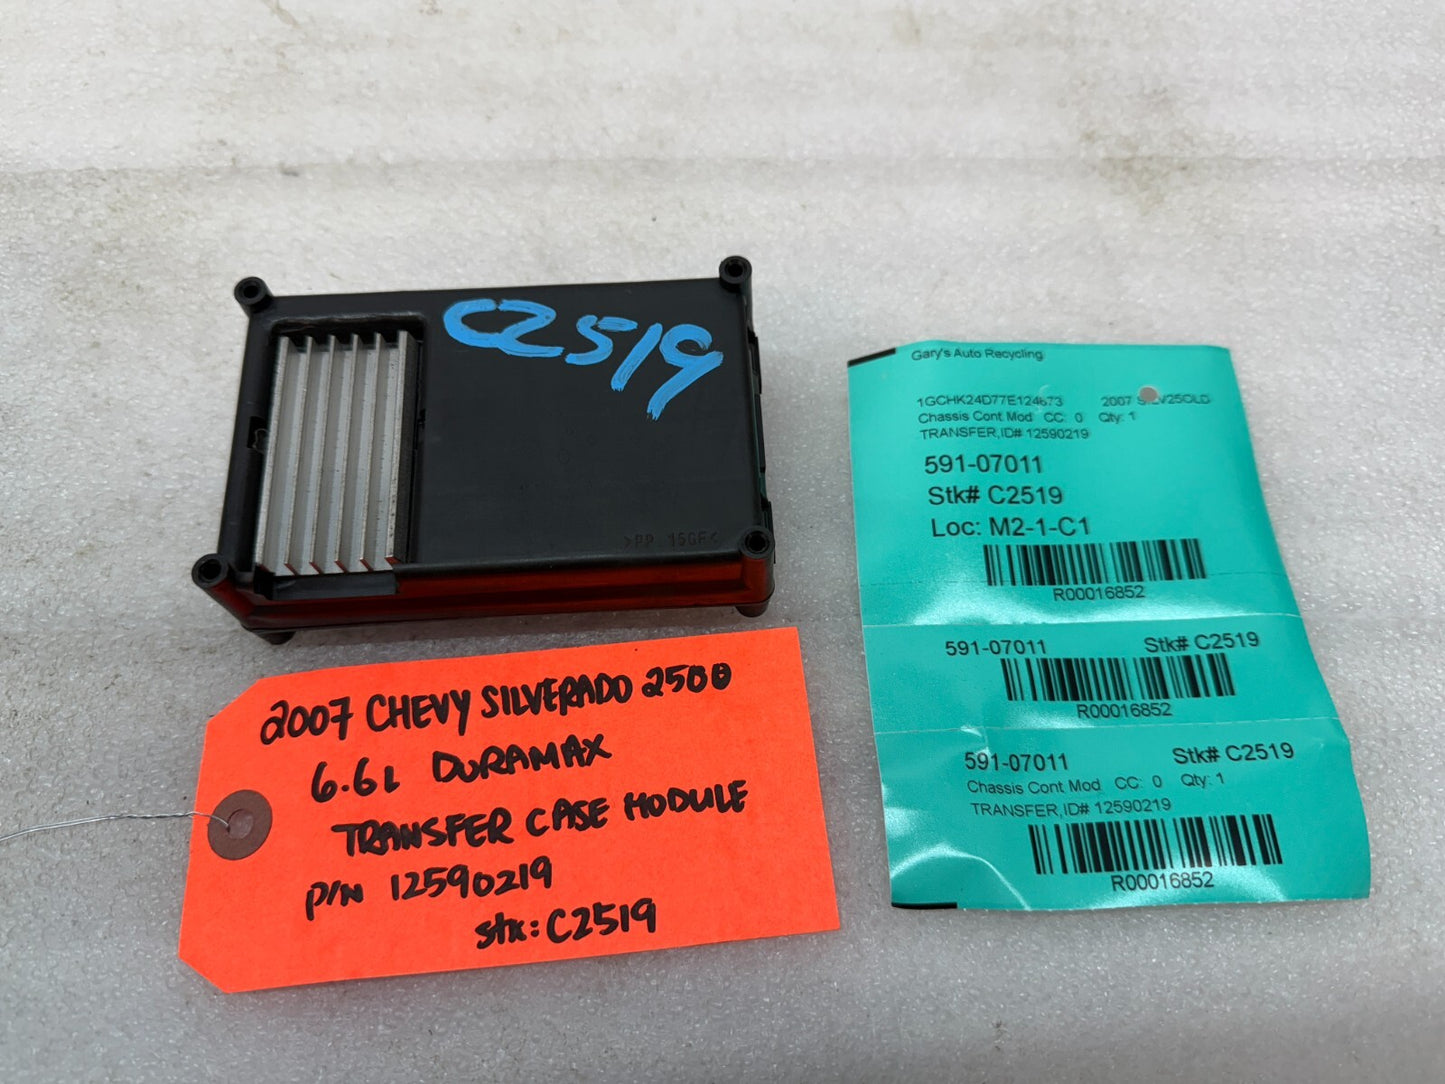 C2519
>PP 15GF<
2007 CHEVY SILVERADO 2500
6.6L DURAMAX
TRANSFER CASE MODULE
P/N 12590219
stk: C2519
Gary's Auto Recycling
2007
Chassis Cont Mod CC: 0 Qty: 1
TRANSFER,ID# 12590219
591-07011
Stk# C2519
Loc: M2-1-C1
R00016852
591-07011 Stk# C2519
R00016852
591-07011 Stk# C2519
Chassis Cont Mod CC: 0 Qty: 1
TRANSFER,ID# 12590219
R00016852